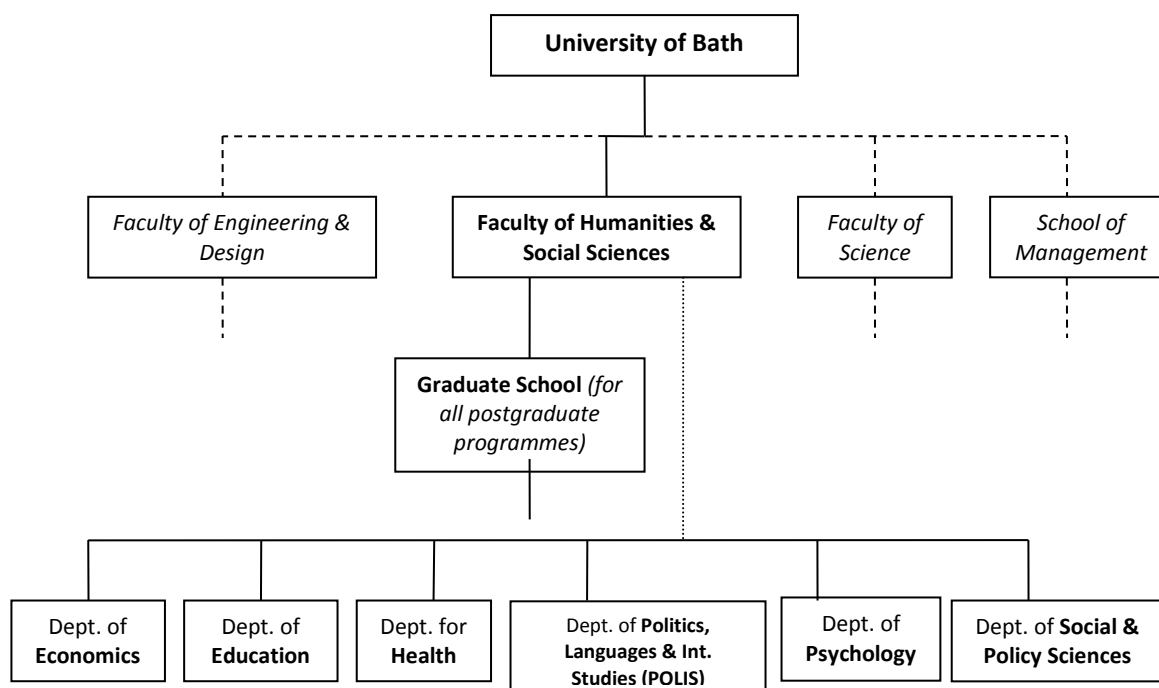 University of Bath
Faculty of Engineering &
Design
Faculty of Humanities &
Social Sciences
Faculty of
Science
School of
Management
Graduate School (for
all postgraduate
programmes)
Dept. of
Economics
Dept. of
Education
Dept. for
Health
Dept. of Politics,
Languages & Int.
Studies (POLIS)
Dept. of
Psychology
Dept. of Social &
Policy Sciences